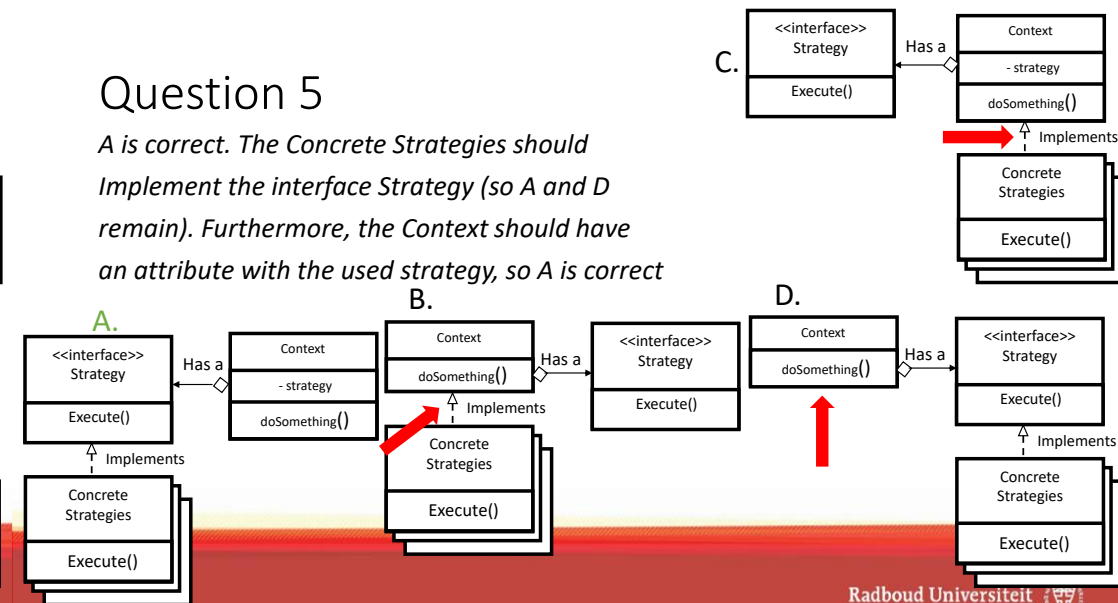 Question 5
A is correct. The Concrete Strategies should
Implement the interface Strategy (so A and D
remain). Furthermore, the Context should have
an attribute with the used strategy, so A is correct
C.
<<interface>>
Strategy
Execute()
Has a
Context
- strategy
doSomething()
Implements
Concrete
Strategies
Execute()
A.
<<interface>>
Strategy
Execute()
Has a
Context
- strategy
doSomething()
Implements
Concrete
Strategies
Execute()
B.
Context
doSomething()
Has a
<<interface>>
Strategy
Execute()
Implements
Concrete
Strategies
Execute()
D.
Context
doSomething()
Has a
<<interface>>
Strategy
Execute()
Implements
Concrete
Strategies
Execute()
Radboud Universiteit